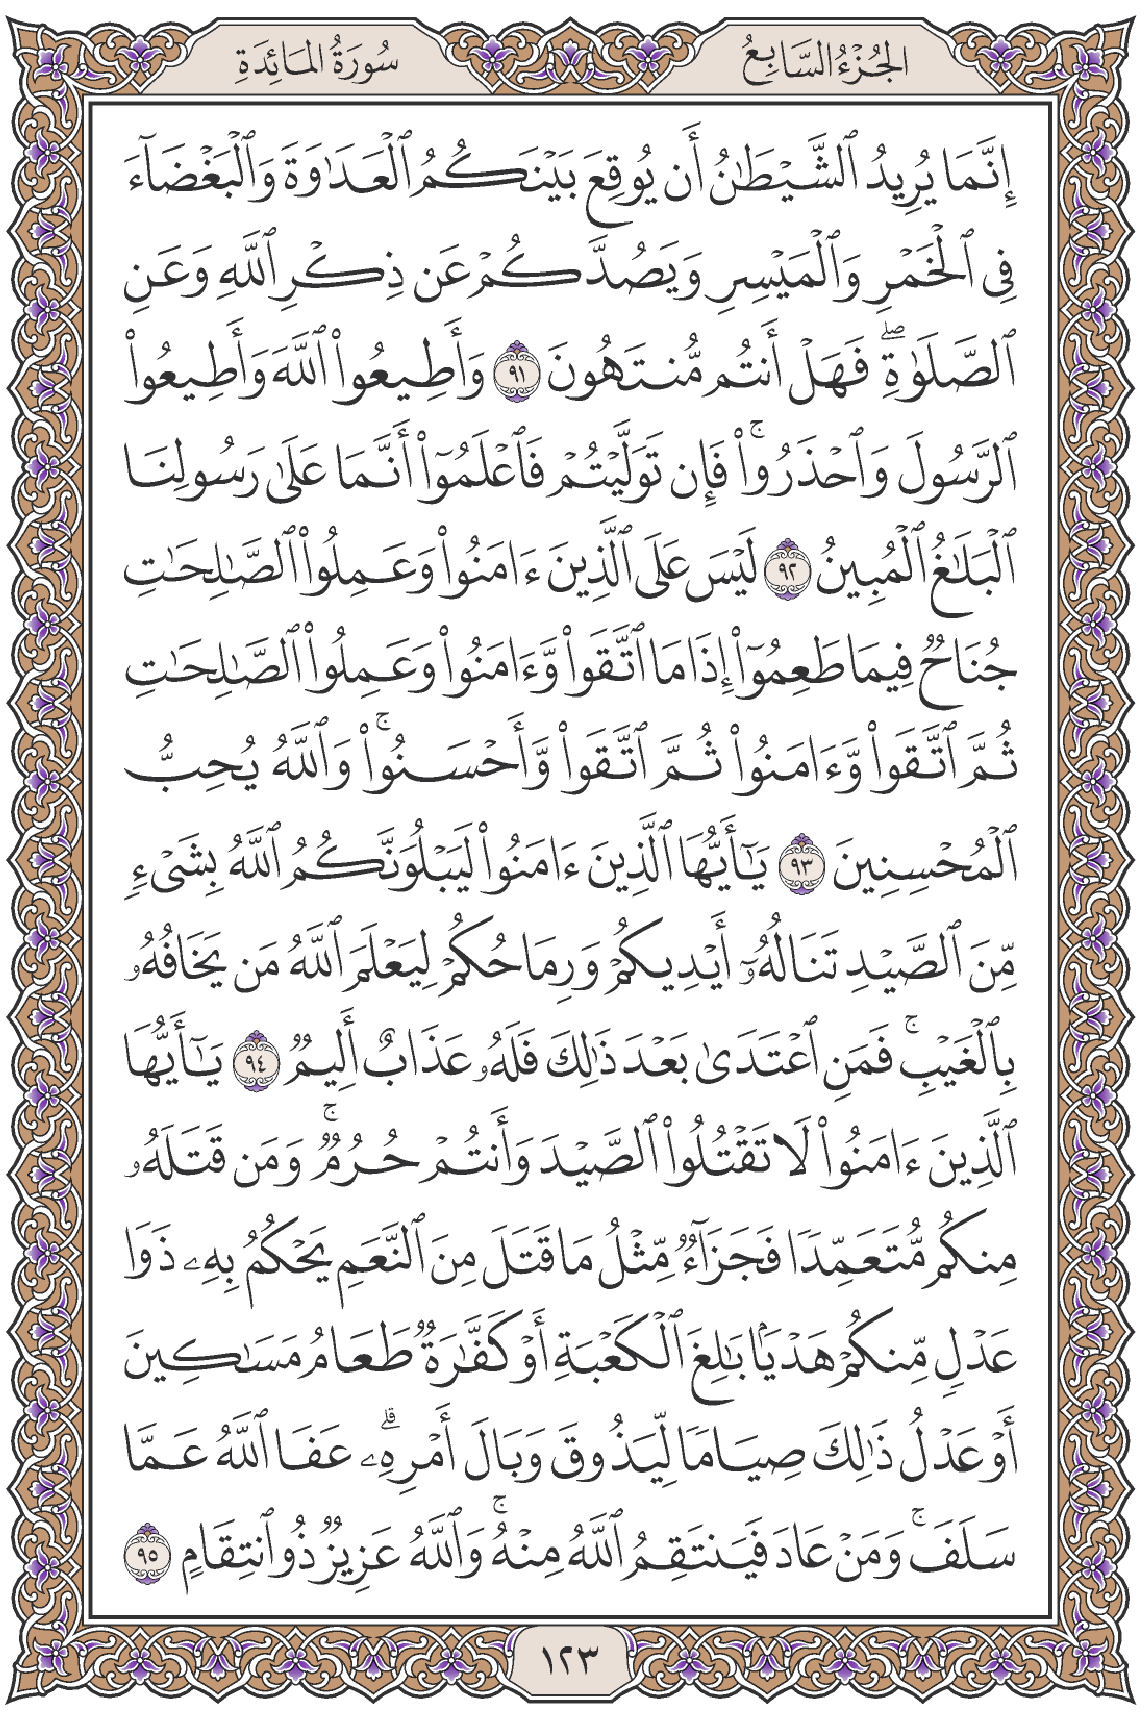 الجُزْءُ السَّابِعُ
سُورَةُ المَائِدَةِ
إِنَّمَا يُرِيدُ ٱلشَّيۡطَٰنُ أَن يُوقِعَ بَيۡنَكُمُ ٱلۡعَدَٰوَةَ وَٱلۡبَغۡضَآءَ
فِي ٱلۡخَمۡرِ وَٱلۡمَيۡسِرِ وَيَصُدَّكُمۡ عَن ذِكۡرِ ٱللَّهِ وَعَنِ
ٱلصَّلَوٰةِۖ فَهَلۡ أَنتُم مُّنتَهُونَ ٩١ وَأَطِيعُواْ ٱللَّهَ وَأَطِيعُواْ
ٱلرَّسُولَ وَٱحۡذَرُواْۚ فَإِن تَوَلَّيۡتُمۡ فَٱعۡلَمُوٓاْ أَنَّمَا عَلَىٰ رَسُولِنَا
ٱلۡبَلَٰغُ ٱلۡمُبِينُ ٩٢ لَيۡسَ عَلَى ٱلَّذِينَ ءَامَنُواْ وَعَمِلُواْ ٱلصَّٰلِحَٰتِ
جُنَاحٞ فِيمَا طَعِمُوٓاْ إِذَا مَا ٱتَّقَواْ وَّءَامَنُواْ وَعَمِلُواْ ٱلصَّٰلِحَٰتِ
ثُمَّ ٱتَّقَواْ وَّءَامَنُواْ ثُمَّ ٱتَّقَواْ وَّأَحۡسَنُواْۚ وَٱللَّهُ يُحِبُّ
ٱلۡمُحۡسِنِينَ ٩٣ يَٰٓأَيُّهَا ٱلَّذِينَ ءَامَنُواْ لَيَبۡلُوَنَّكُمُ ٱللَّهُ بِشَيۡءٖ
مِّنَ ٱلصَّيۡدِ تَنَالُهُۥٓ أَيۡدِيكُمۡ وَرِمَاحُكُمۡ لِيَعۡلَمَ ٱللَّهُ مَن يَخَافُهُۥ
بِٱلۡغَيۡبِۚ فَمَنِ ٱعۡتَدَىٰ بَعۡدَ ذَٰلِكَ فَلَهُۥ عَذَابٌ أَلِيمٞ ٩٤ يَٰٓأَيُّهَا
ٱلَّذِينَ ءَامَنُواْ لَا تَقۡتُلُواْ ٱلصَّيۡدَ وَأَنتُمۡ حُرُمٞۚ وَمَن قَتَلَهُۥ
مِنكُم مُّتَعَمِّدٗا فَجَزَآءٞ مِّثۡلُ مَا قَتَلَ مِنَ ٱلنَّعَمِ يَحۡكُمُ بِهِۦ ذَوَا
عَدۡلٖ مِّنكُمۡ هَدۡيَۢا بَٰلِغَ ٱلۡكَعۡبَةِ أَوۡ كَفَّٰرَةٞ طَعَامُ مَسَٰكِينَ
أَوۡ عَدۡلُ ذَٰلِكَ صِيَامٗا لِّيَذُوقَ وَبَالَ أَمۡرِهِۦۗ عَفَا ٱللَّهُ عَمَّا
سَلَفَۚ وَمَنۡ عَادَ فَيَنتَقِمُ ٱللَّهُ مِنۡهُۚ وَٱللَّهُ عَزِيزٞ ذُو ٱنتِقَامٍ ٩٥
١٢٣